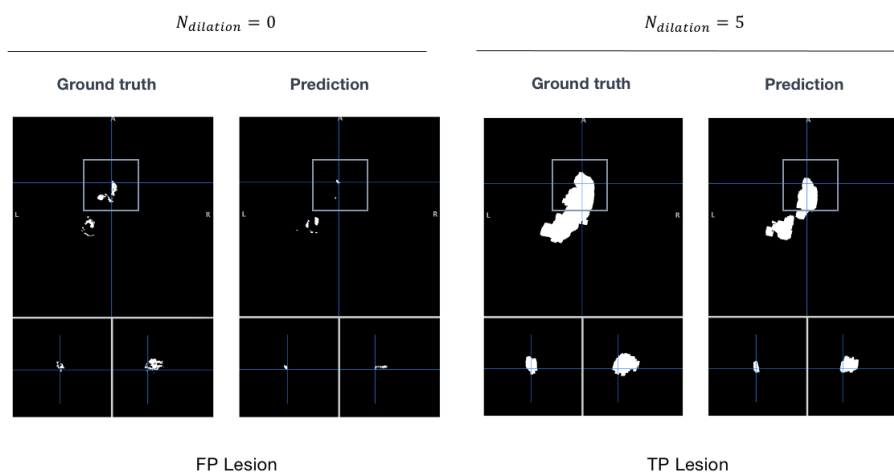 N_dilation = 0
N_dilation = 5
Ground truth
Prediction
Ground truth
Prediction
A
A
A
A
L
R
L
R
L
R
L
R
FP Lesion
TP Lesion